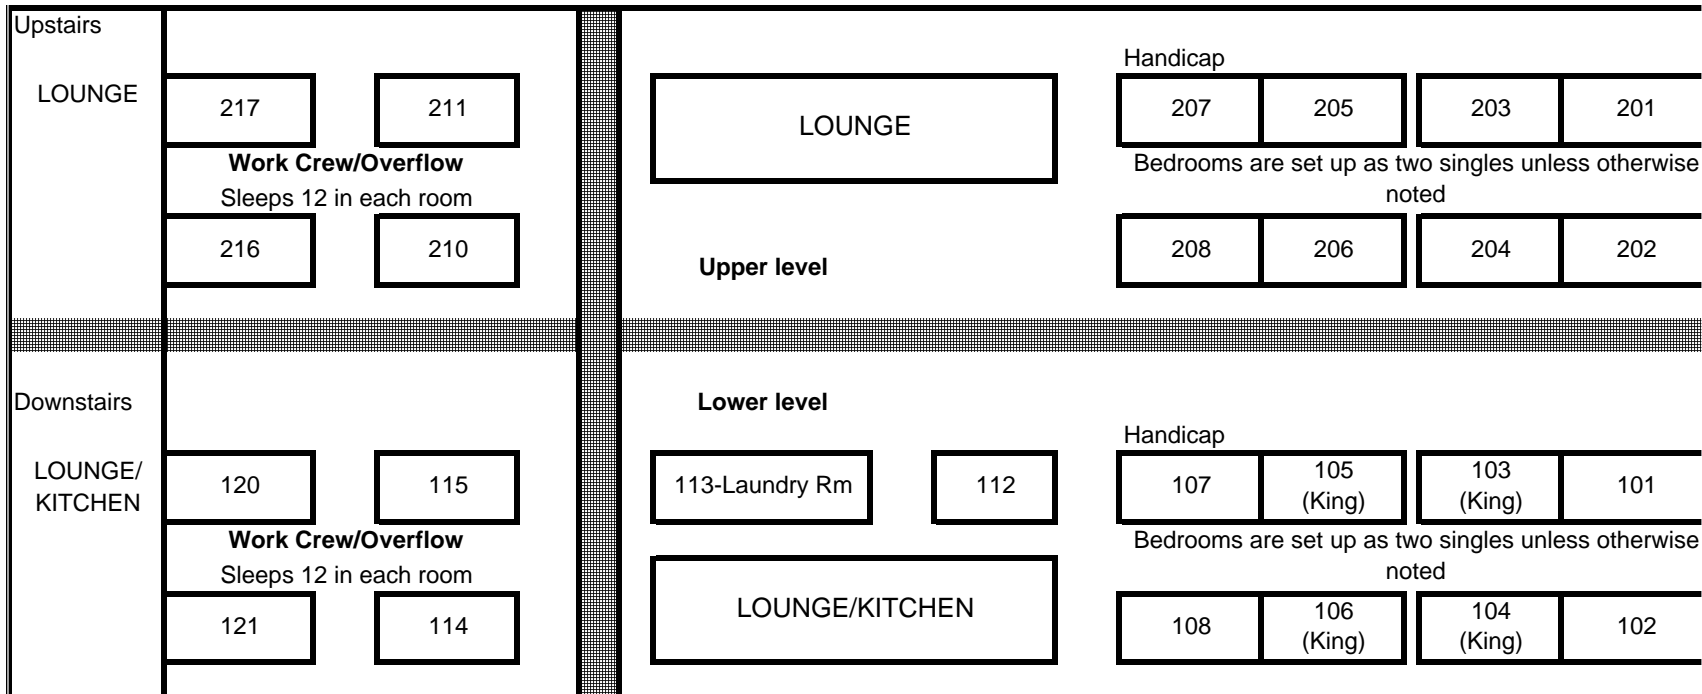 Upstairs
Handicap
LOUNGE
217
211
LOUNGE
207
205
203
201
Work Crew/Overflow
Sleeps 12 in each room
Bedrooms are set up as two singles unless otherwise
noted
216
210
Upper level
208
206
204
202
Downstairs
Lower level
Handicap
LOUNGE/
KITCHEN
120
115
113-Laundry Rm
112
107
105
(King)
103
(King)
101
Work Crew/Overflow
Sleeps 12 in each room
Bedrooms are set up as two singles unless otherwise
noted
121
114
LOUNGE/KITCHEN
108
106
(King)
104
(King)
102